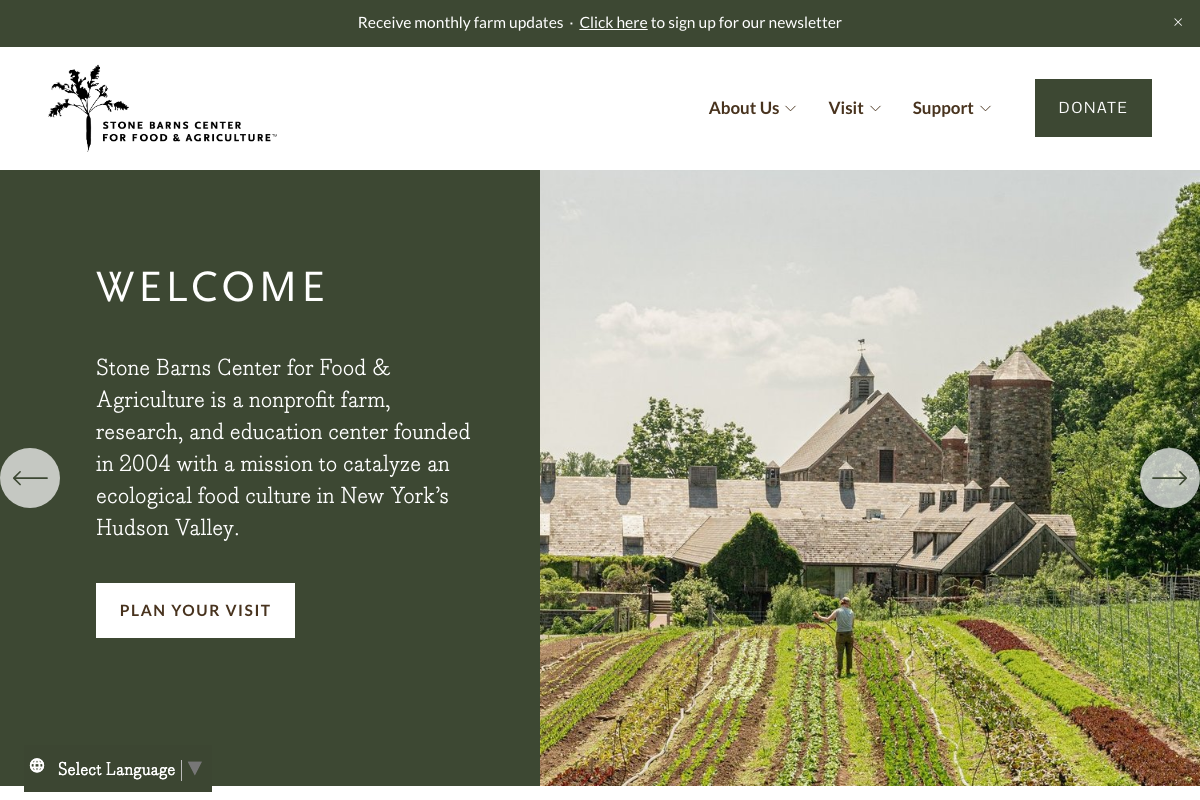 Receive monthly farm updates · Click here to sign up for our newsletter
STONE BARNS CENTER
FOR FOOD & AGRICULTURE™
About Us
Visit
Support
DONATE
WELCOME
Stone Barns Center for Food &
Agriculture is a nonprofit farm,
research, and education center founded
in 2004 with a mission to catalyze an
ecological food culture in New York’s
Hudson Valley.
PLAN YOUR VISIT
Select Language